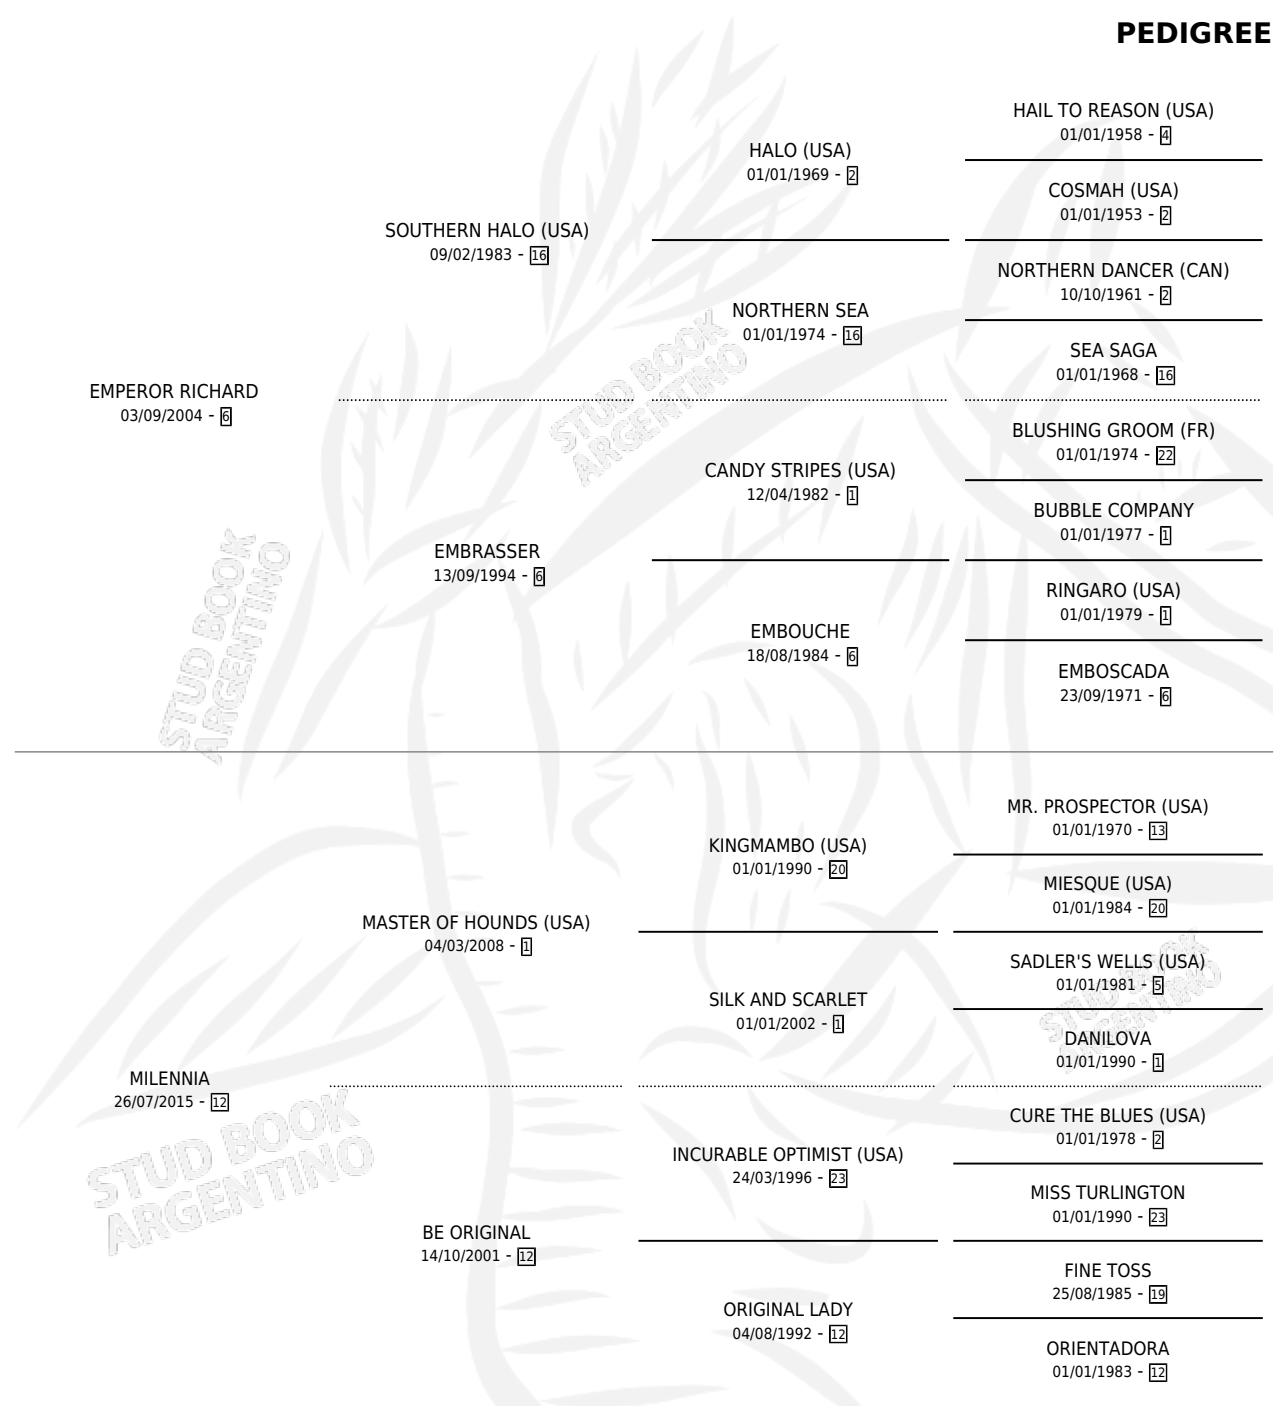 PEDIGREE
HAIL TO REASON (USA)
01/01/1958 - 4
HALO (USA)
01/01/1969 - 2
COSMAH (USA)
01/01/1953 - 2
SOUTHERN HALO (USA)
09/02/1983 - 16
NORTHERN DANCER (CAN)
10/10/1961 - 2
NORTHERN SEA
01/01/1974 - 16
SEA SAGA
01/01/1968 - 16
EMPEROR RICHARD
03/09/2004 - 6
STUD BOOK
ARGENTINO
BLUSHING GROOM (FR)
01/01/1974 - 22
CANDY STRIPES (USA)
12/04/1982 - 1
BUBBLE COMPANY
01/01/1977 - 1
EMBRASSER
13/09/1994 - 6
RINGARO (USA)
01/01/1979 - 1
EMBOUCHE
18/08/1984 - 6
EMBOSCADA
23/09/1971 - 6
STUD BOOK
ARGENTINO
MR. PROSPECTOR (USA)
01/01/1970 - 13
KINGMAMBO (USA)
01/01/1990 - 20
MIESQUE (USA)
01/01/1984 - 20
MASTER OF HOUNDS (USA)
04/03/2008 - 1
SADLER'S WELLS (USA)
01/01/1981 - 5
SILK AND SCARLET
01/01/2002 - 1
STUD BOOK
ARGENTINO
DANILOVA
01/01/1990 - 1
MILENNIA
26/07/2015 - 12
CURE THE BLUES (USA)
01/01/1978 - 2
INCURABLE OPTIMIST (USA)
24/03/1996 - 23
STUD BOOK
ARGENTINO
MISS TURLINGTON
01/01/1990 - 23
BE ORIGINAL
14/10/2001 - 12
FINE TOSS
25/08/1985 - 19
ORIGINAL LADY
04/08/1992 - 12
ORIENTADORA
01/01/1983 - 12